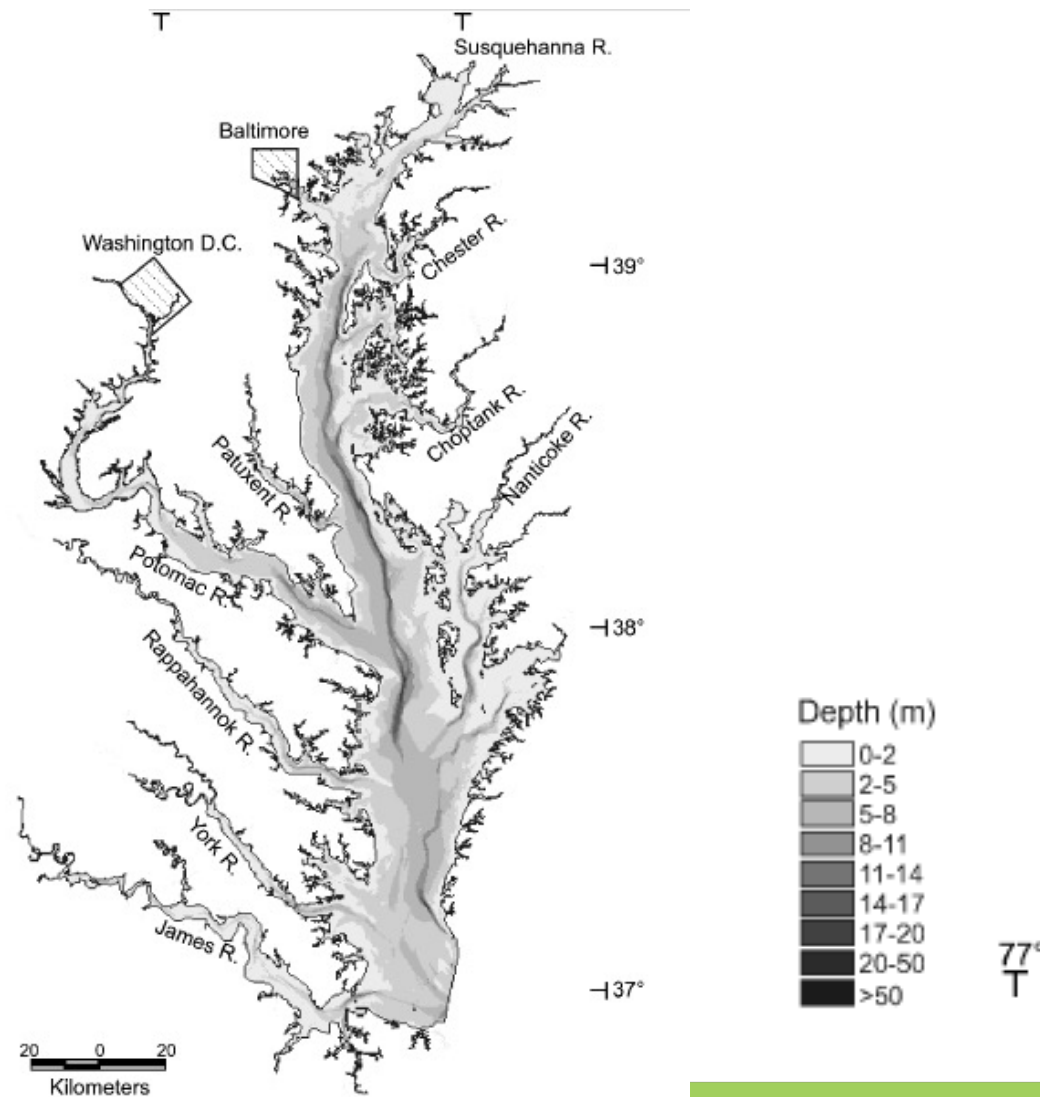 T T
Susquehanna R.
Baltimore
Chester R.
Washington D.C.
39°
Choptank R.
Nanticoke R.
Patuxent R.
Potomac R.
38°
Rappahannok R.
Depth (m)
0-2
2-5
5-8
8-11
11-14
14-17
17-20
20-50
>50
York R.
James R.
37°
77°
T
20 0 20
Kilometers